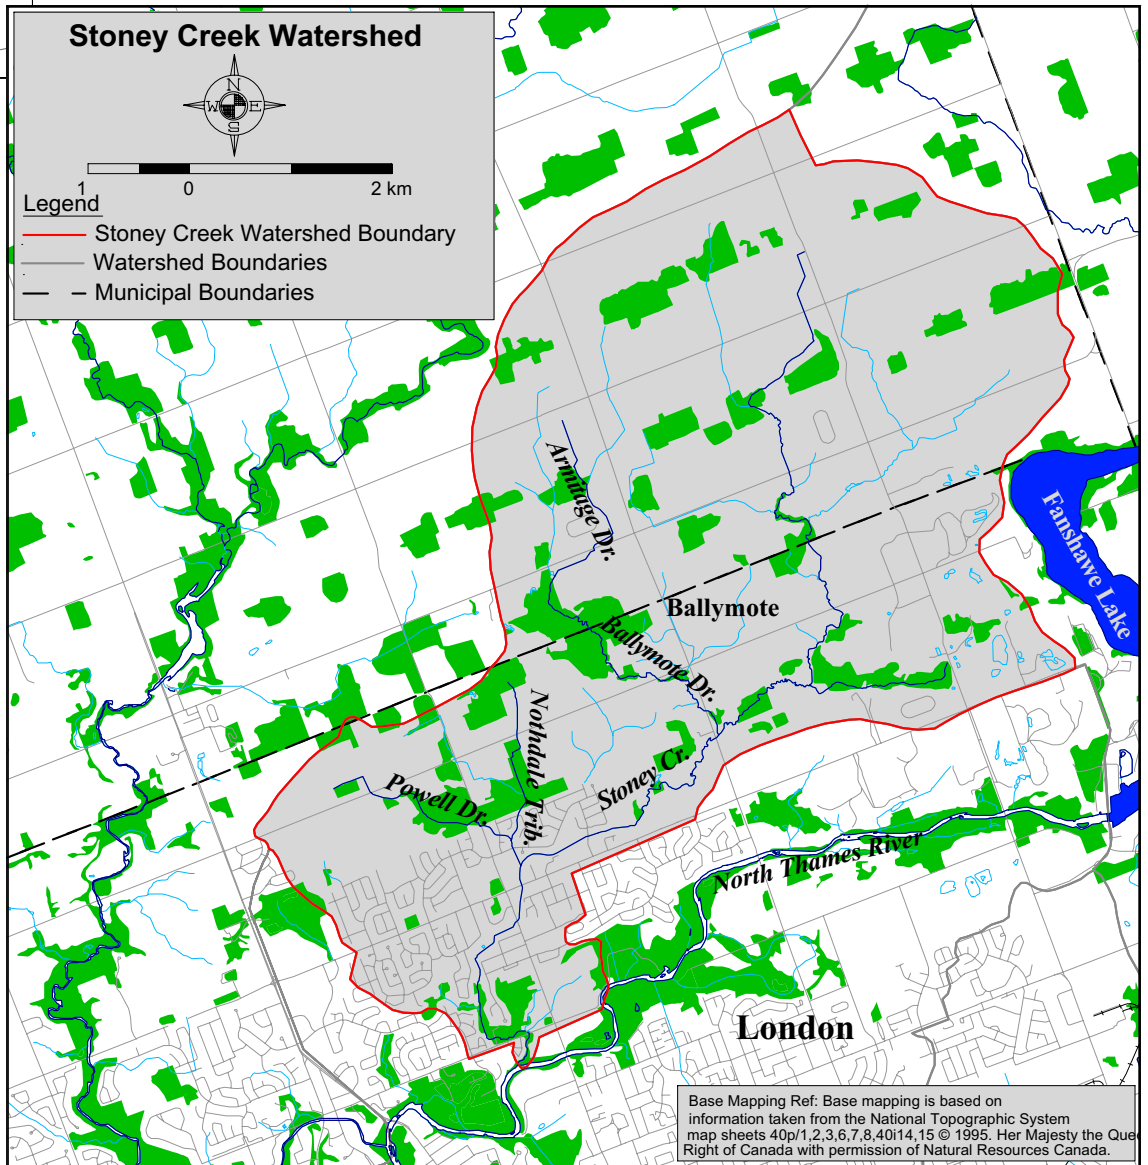 Stoney Creek Watershed
N
W E
S
1 0 2 km
Legend
Stoney Creek Watershed Boundary
Watershed Boundaries
Municipal Boundaries
Armitage Dr.
Fanshawe Lake
Ballymote
Ballymote Dr.
Nothdale Trib.
Stoney Cr.
Powell Dr.
North Thames River
London
Base Mapping Ref: Base mapping is based on
information taken from the National Topographic System
map sheets 40p/1,2,3,6,7,8,40i14,15 © 1995. Her Majesty the Que
Right of Canada with permission of Natural Resources Canada.